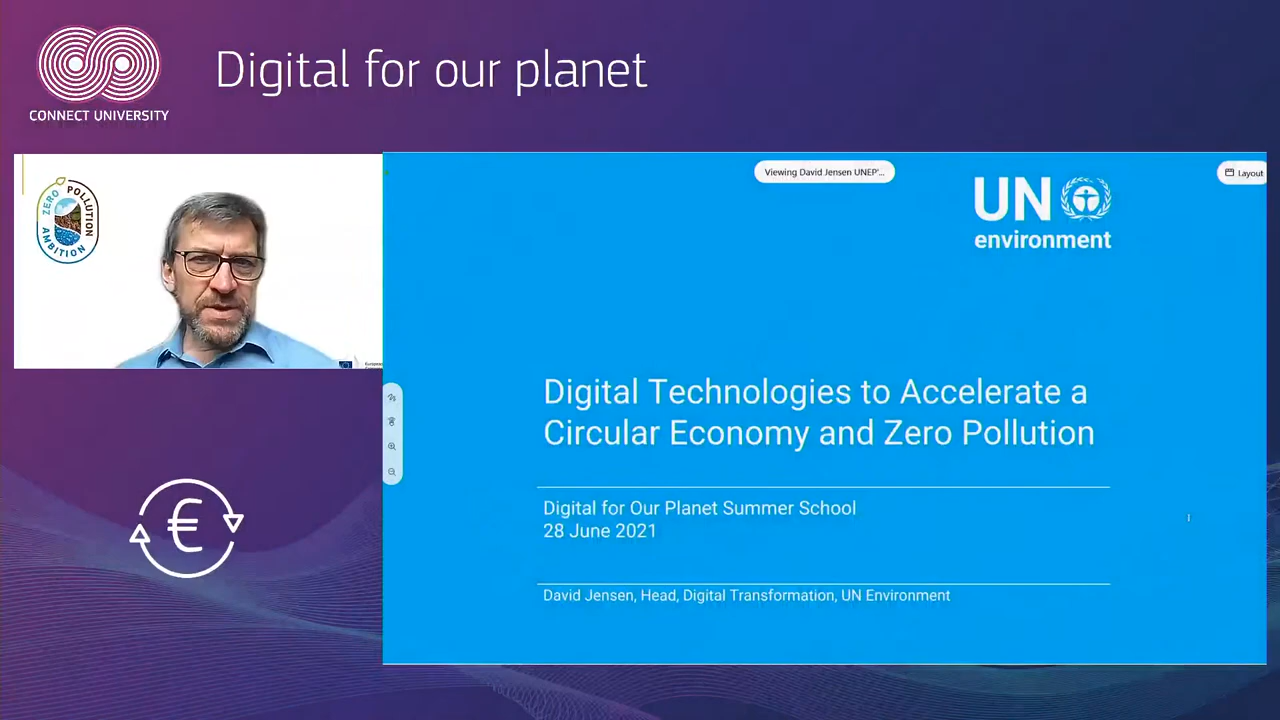 CONNECT UNIVERSITY
Digital for our planet
ZERO POLLUTION AMBITION
Viewing David Jensen UNEP'...
Layout
UN
environment
Digital Technologies to Accelerate a
Circular Economy and Zero Pollution
Digital for Our Planet Summer School
28 June 2021
David Jensen, Head, Digital Transformation, UN Environment